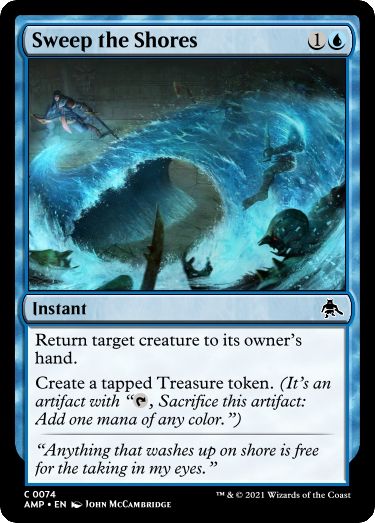 Sweep the Shores 1
Instant
Return target creature to its owner's
hand.
Create a tapped Treasure token. (It's an
artifact with “, Sacrifice this artifact:
Add one mana of any color.”)
“Anything that washes up on shore is free
for the taking in my eyes.”
C 0074
AMP • EN John McCambridge
™ & © 2021 Wizards of the Coast